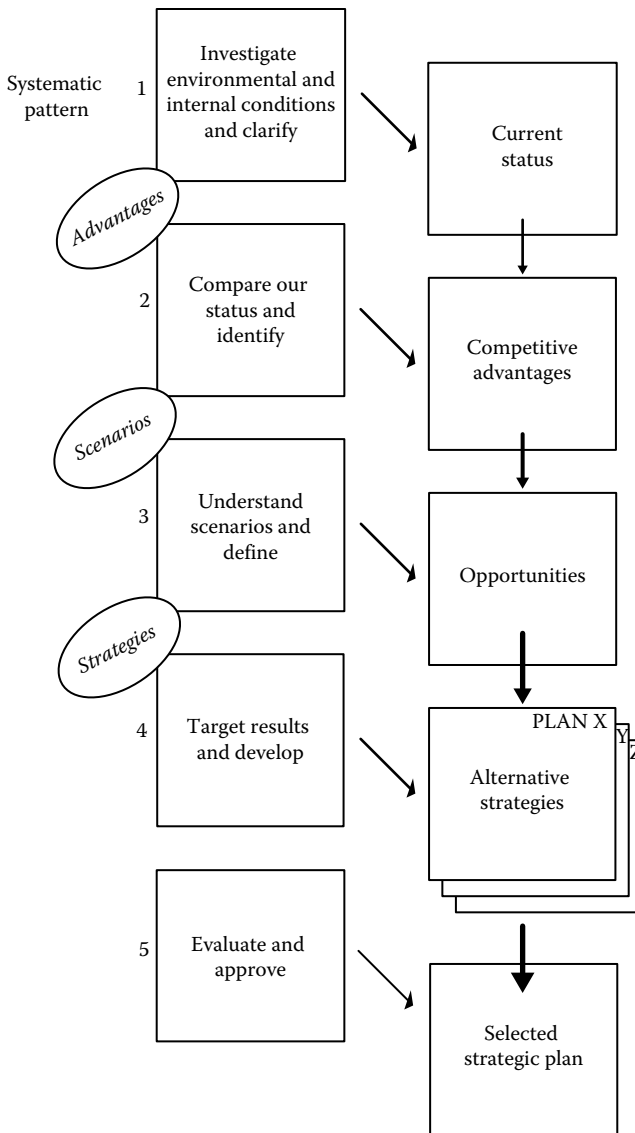 Systematic
pattern
1
Investigate
environmental and
internal conditions
and clarify
Current
status
Advantages
2
Compare our
status and
identify
Competitive
advantages
Scenarios
3
Understand
scenarios and
define
Opportunities
Strategies
4
Target results
and develop
PLAN X
Y
Z
Alternative
strategies
5
Evaluate and
approve
Selected
strategic plan